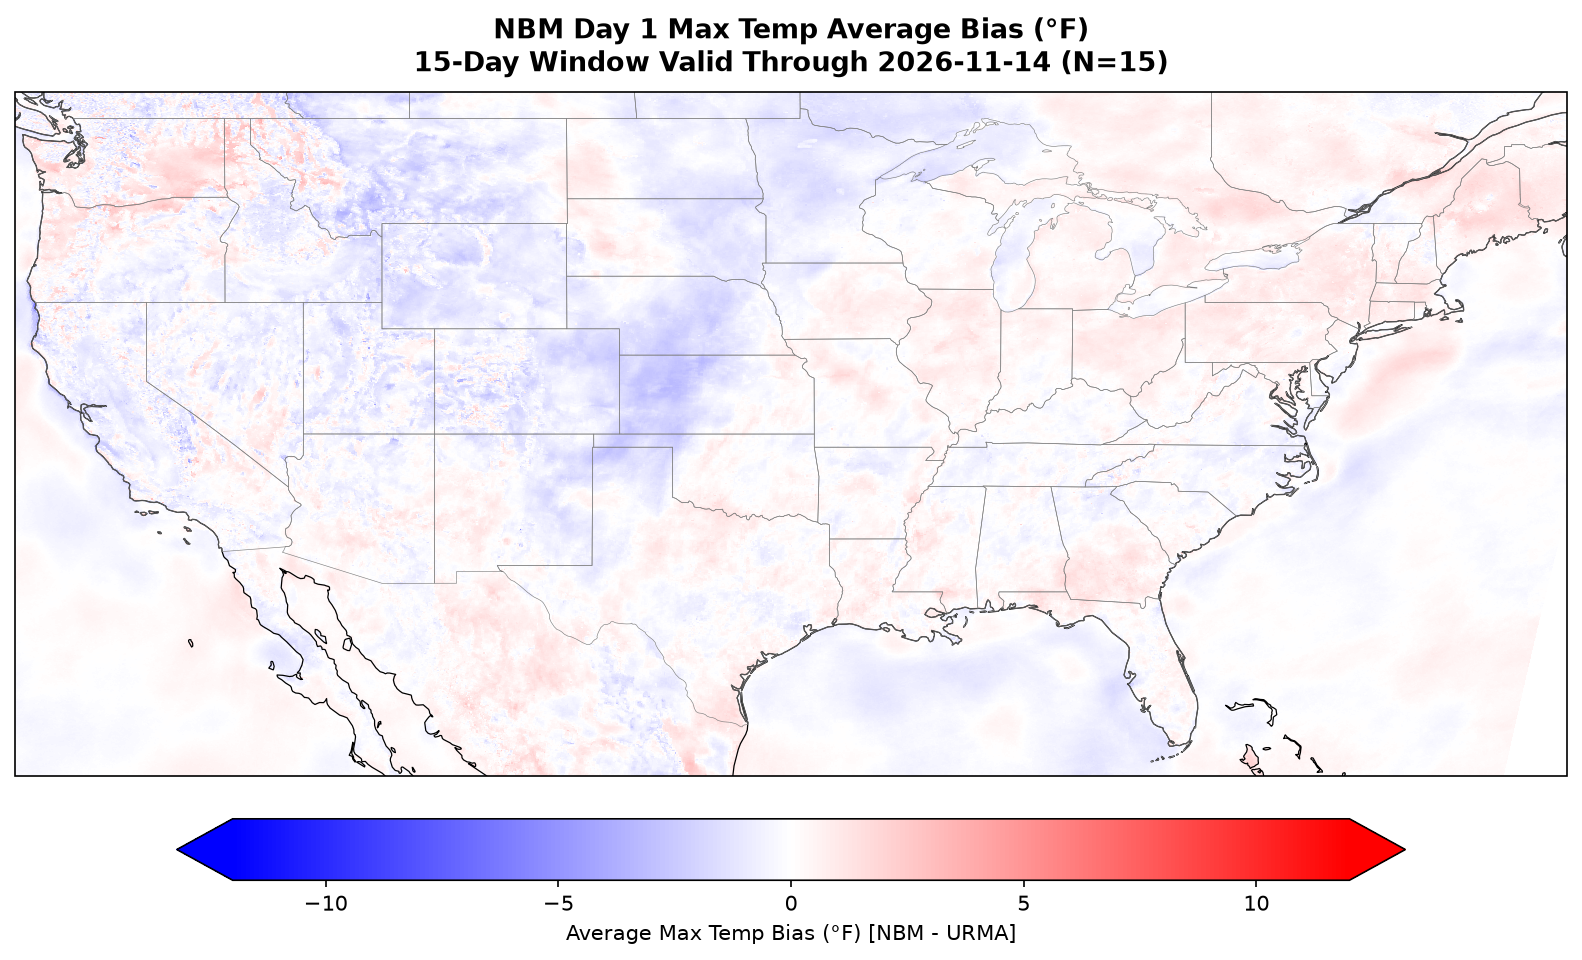 NBM Day 1 Max Temp Average Bias (°F)
15-Day Window Valid Through 2026-11-14 (N=15)
−10 −5 0 5 10
Average Max Temp Bias (°F) [NBM - URMA]